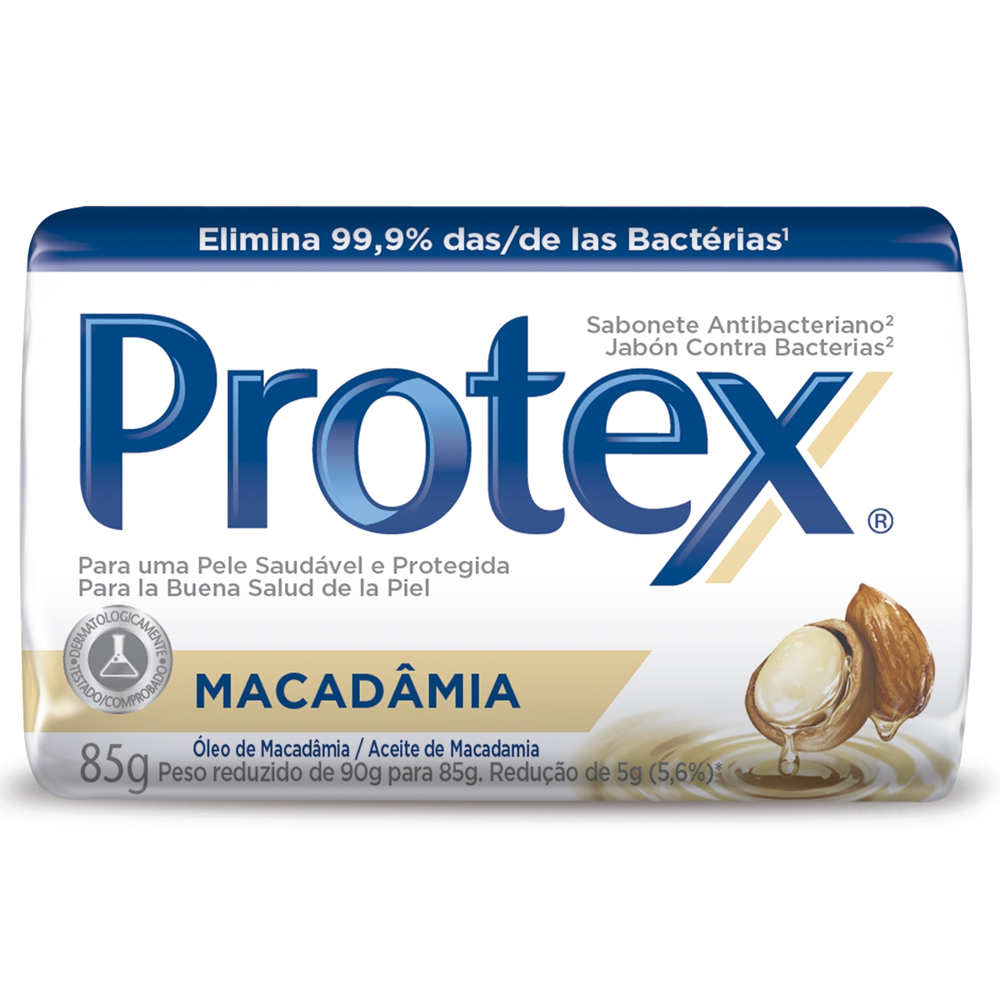 Elimina 99,9% das/de las Bactérias¹
Sabonete Antibacteriano²
Jabón Contra Bacterias²
Protex®
Para uma Pele Saudável e Protegida
Para la Buena Salud de la Piel
•DERMATOLOGICAMENTE•
TESTADO/COMPROBADO
MACADÂMIA
Óleo de Macadâmia / Aceite de Macadamia
85g Peso reduzido de 90g para 85g. Redução de 5g (5,6%)*